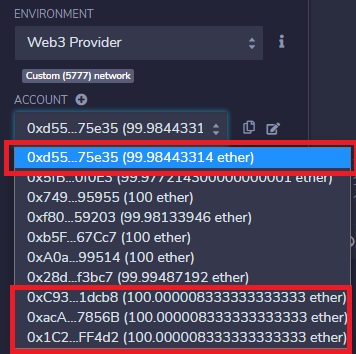 ENVIRONMENT
Web3 Provider
Custom (5777) network
ACCOUNT
0xd55...75e35 (99.9844331
0xd55...75e35 (99.98443314 ether)
0x5fB...0f0E3 (99.977214300000000001 ether)
0x749...95955 (100 ether)
0xf80...59203 (99.98133946 ether)
0xb5F...67Cc7 (100 ether)
0xA0a...99514 (100 ether)
0x28d...f3bc7 (99.99487192 ether)
0xC93...1dcb8 (100.000008333333333333 ether)
0xacA...7856B (100.000008333333333333 ether)
0x1C2...FF4d2 (100.000008333333333333 ether)